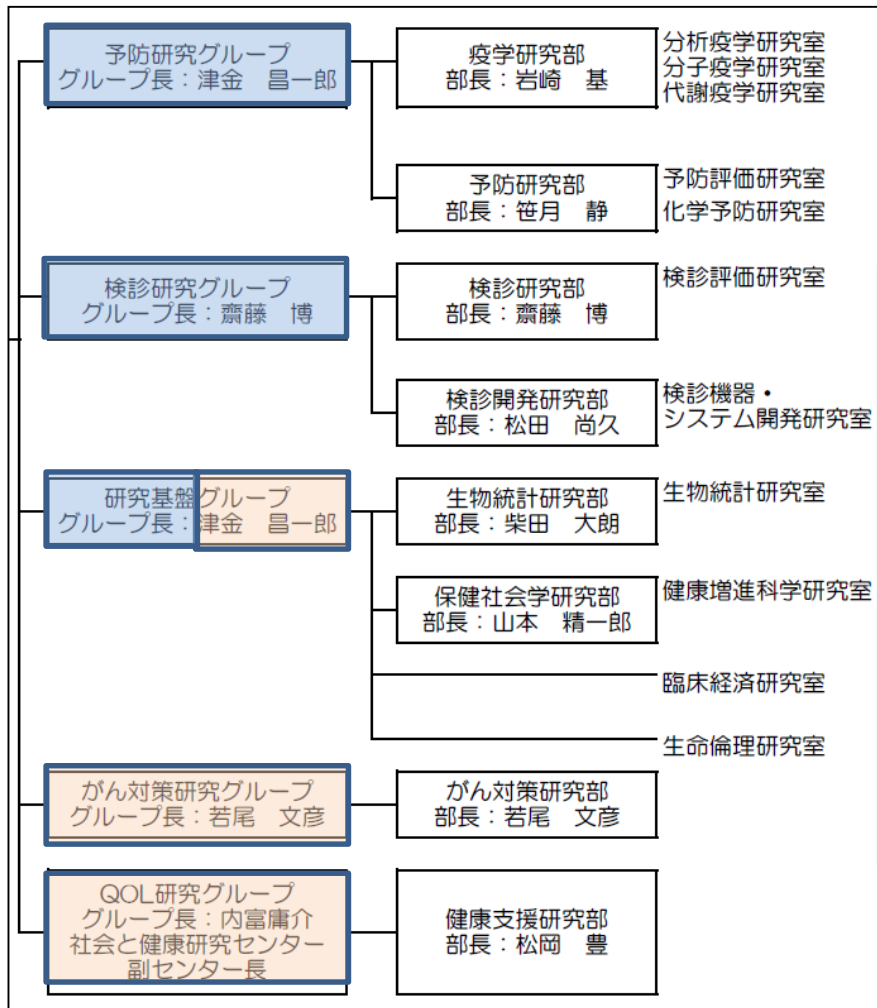 予防研究グループ
グループ長：津金　昌一郎
疫学研究部
部長：岩崎　基
分析疫学研究室
分子疫学研究室
代謝疫学研究室
予防研究部
部長：笹月　静
予防評価研究室
化学予防研究室
検診研究グループ
グループ長：齋藤　博
検診研究部
部長：齋藤　博
検診評価研究室
検診開発研究部
部長：松田　尚久
検診機器・
システム開発研究室
研究基盤グループ
グループ長：津金　昌一郎
生物統計研究部
部長：柴田　大朗
生物統計研究室
保健社会学研究部
部長：山本　精一郎
健康増進科学研究室
臨床経済研究室
生命倫理研究室
がん対策研究グループ
グループ長：若尾　文彦
がん対策研究部
部長：若尾　文彦
QOL研究グループ
グループ長：内富庸介
社会と健康研究センター
副センター長
健康支援研究部
部長：松岡　豊